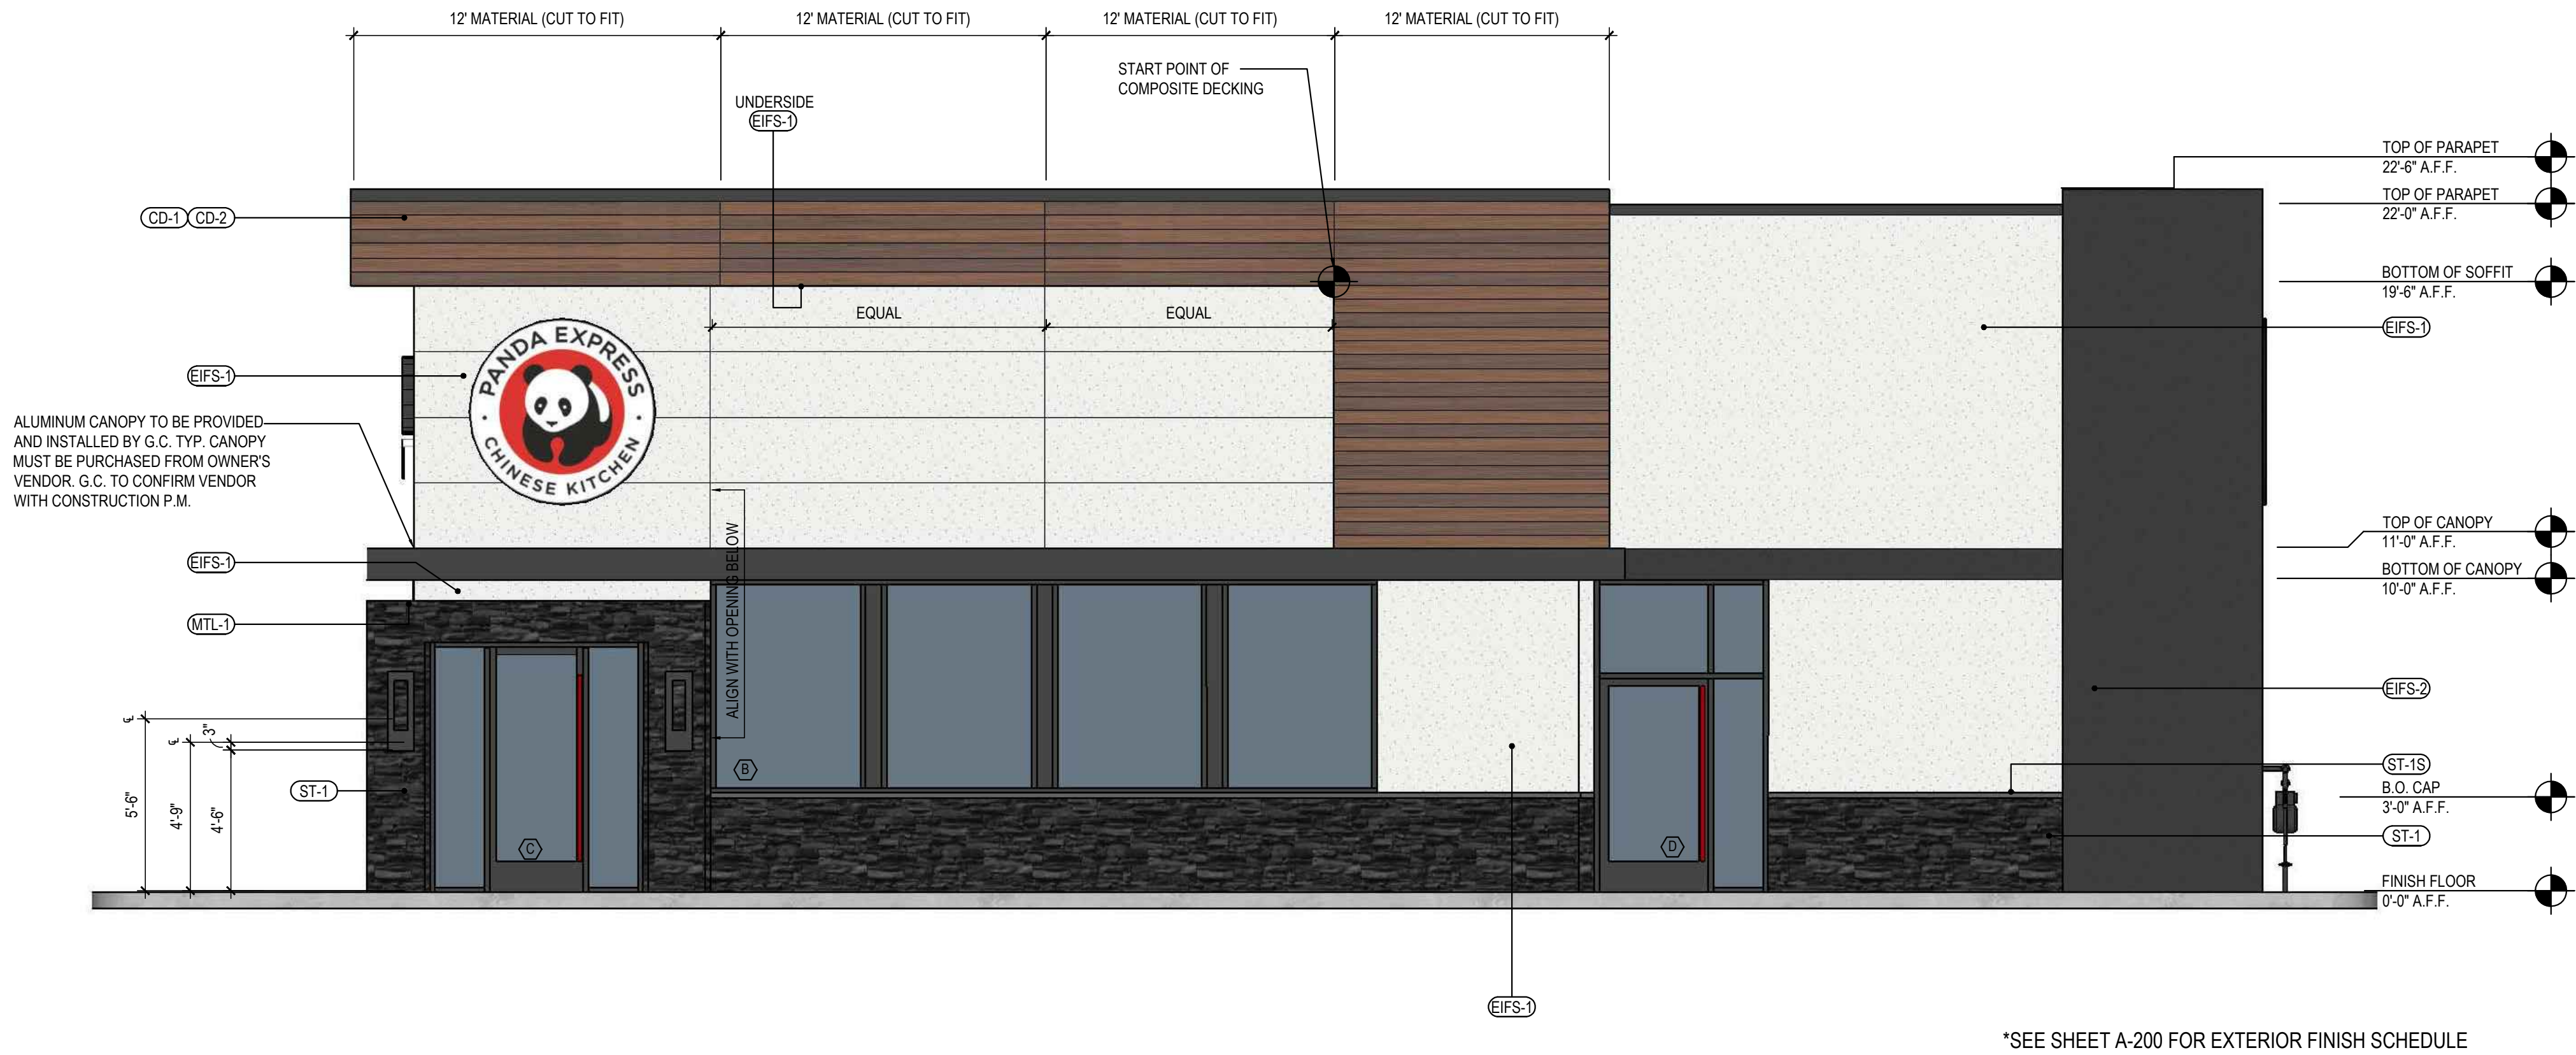 12' MATERIAL (CUT TO FIT)
12' MATERIAL (CUT TO FIT)
12' MATERIAL (CUT TO FIT)
12' MATERIAL (CUT TO FIT)
START POINT OF
COMPOSITE DECKING
UNDERSIDE
EIFS-1
CD-1 CD-2
TOP OF PARAPET
22'-6" A.F.F.
TOP OF PARAPET
22'-0" A.F.F.
BOTTOM OF SOFFIT
19'-6" A.F.F.
EIFS-1
EQUAL
EQUAL
PANDA EXPRESS
CHINESE KITCHEN
EIFS-1
ALUMINUM CANOPY TO BE PROVIDED
AND INSTALLED BY G.C. TYP. CANOPY
MUST BE PURCHASED FROM OWNER'S
VENDOR. G.C. TO CONFIRM VENDOR
WITH CONSTRUCTION P.M.
TOP OF CANOPY
11'-0" A.F.F.
BOTTOM OF CANOPY
10'-0" A.F.F.
EIFS-1
MTL-1
ALIGN WITH OPENING BELOW
EIFS-2
℄
℄
3"
5'-6"
4'-9"
4'-6"
ST-1
B
C
D
ST-1S
B.O. CAP
3'-0" A.F.F.
ST-1
FINISH FLOOR
0'-0" A.F.F.
EIFS-1
*SEE SHEET A-200 FOR EXTERIOR FINISH SCHEDULE